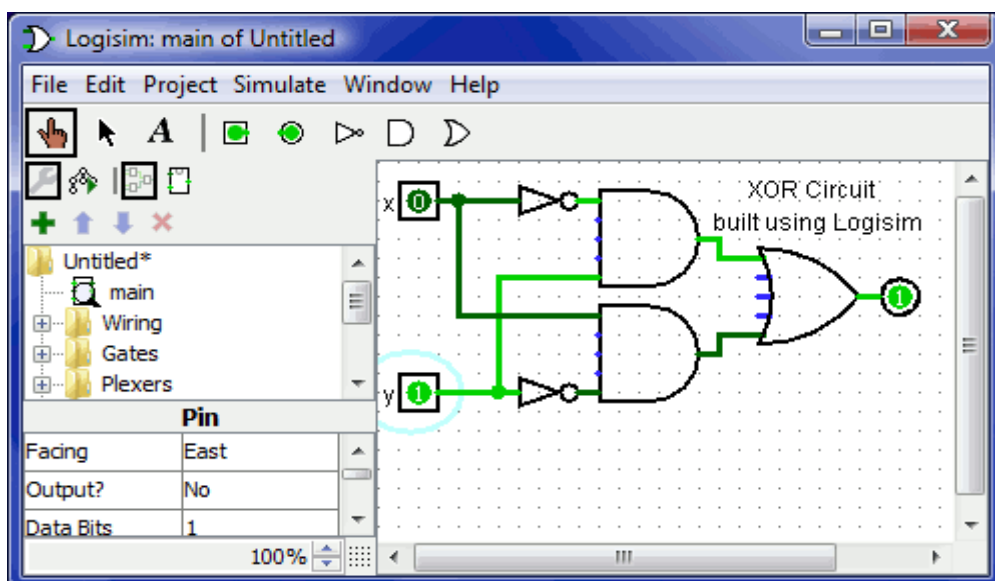 Logisim: main of Untitled
File Edit Project Simulate Window Help
A
XOR Circuit
built using Logisim
x 0
1
y 1
Untitled*
main
Wiring
Gates
Plexers
Pin
Facing East
Output? No
Data Bits 1
100%